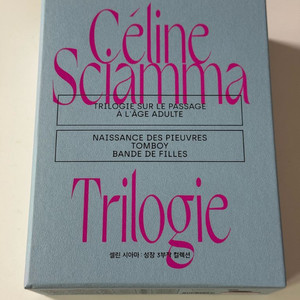 Céline
Sciamma
TRILOGIE SUR LE PASSAGE
A L'ÂGE ADULTE
NAISSANCE DES PIEUVRES
TOMBOY
BANDE DE FILLES
Trilogie
셀린 시아마 : 성장 3부작 컬렉션